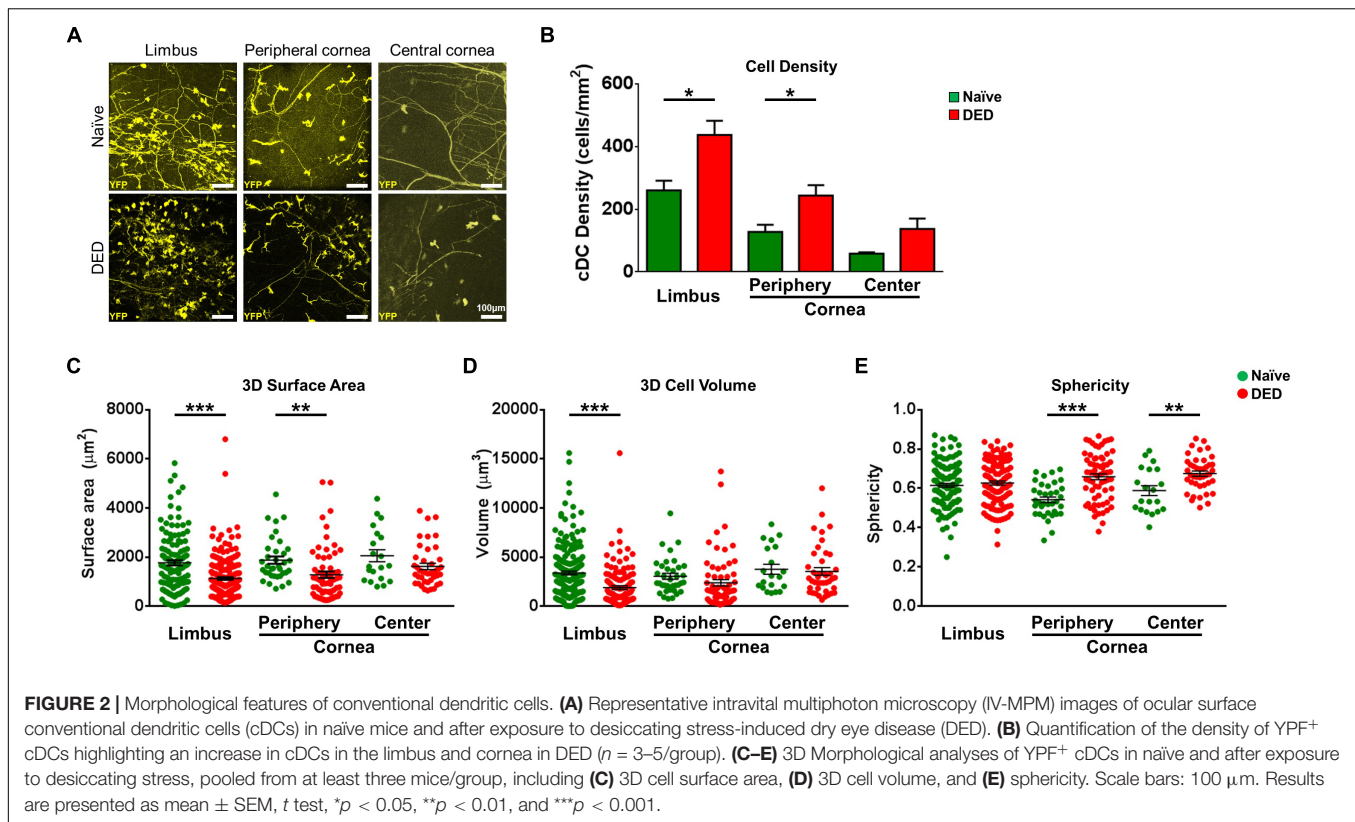 A
Limbus
Peripheral cornea
Central cornea
Naïve
YFP
YFP
YFP
DED
YFP
YFP
YFP
100µm
B
Cell Density
cDC Density (cells/mm²)
600
400
200
0
*
*
Naïve
DED
Limbus
Periphery
Center
Cornea
C
3D Surface Area
Surface area (µm²)
8000
6000
4000
2000
0
***
**
Limbus
Periphery
Center
Cornea
D
3D Cell Volume
Volume (µm³)
20000
15000
10000
5000
0
***
Limbus
Periphery
Center
Cornea
E
Sphericity
Sphericity
1.0
0.8
0.6
0.4
0.2
0.0
***
**
Naïve
DED
Limbus
Periphery
Center
Cornea
FIGURE 2 | Morphological features of conventional dendritic cells. (A) Representative intravital multiphoton microscopy (IV-MPM) images of ocular surface
conventional dendritic cells (cDCs) in naïve mice and after exposure to desiccating stress-induced dry eye disease (DED). (B) Quantification of the density of YPF⁺
cDCs highlighting an increase in cDCs in the limbus and cornea in DED (n = 3–5/group). (C–E) 3D Morphological analyses of YPF⁺ cDCs in naïve and after exposure
to desiccating stress, pooled from at least three mice/group, including (C) 3D cell surface area, (D) 3D cell volume, and (E) sphericity. Scale bars: 100 µm. Results
are presented as mean ± SEM, t test, *p < 0.05, **p < 0.01, and ***p < 0.001.